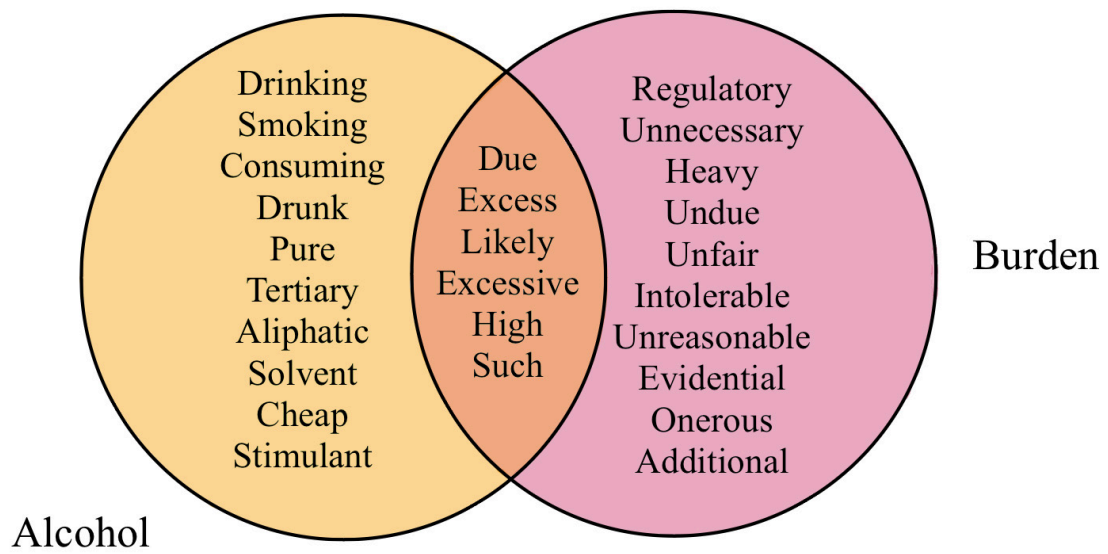 Drinking
Smoking
Consuming
Drunk
Pure
Tertiary
Aliphatic
Solvent
Cheap
Stimulant
Due
Excess
Likely
Excessive
High
Such
Regulatory
Unnecessary
Heavy
Undue
Unfair
Intolerable
Unreasonable
Evidential
Onerous
Additional
Burden
Alcohol